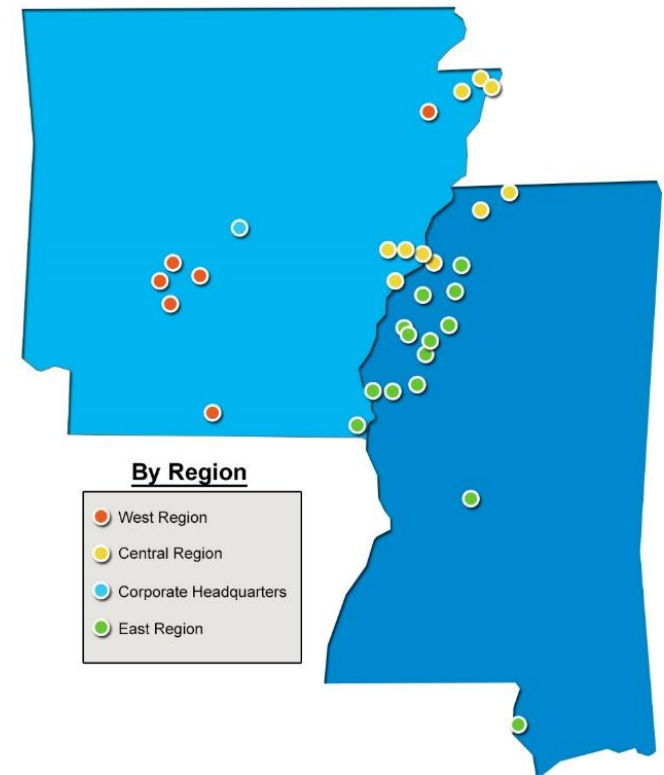 By Region
West Region
Central Region
Corporate Headquarters
East Region